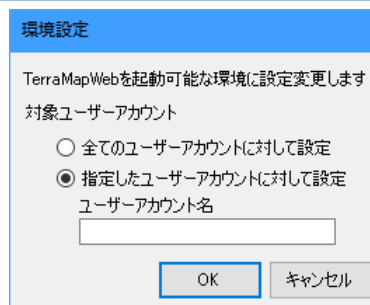 環境設定
TerraMapWebを起動可能な環境に設定変更します
対象ユーザーアカウント
全てのユーザーアカウントに対して設定
指定したユーザーアカウントに対して設定
ユーザーアカウント名
OK
キャンセル